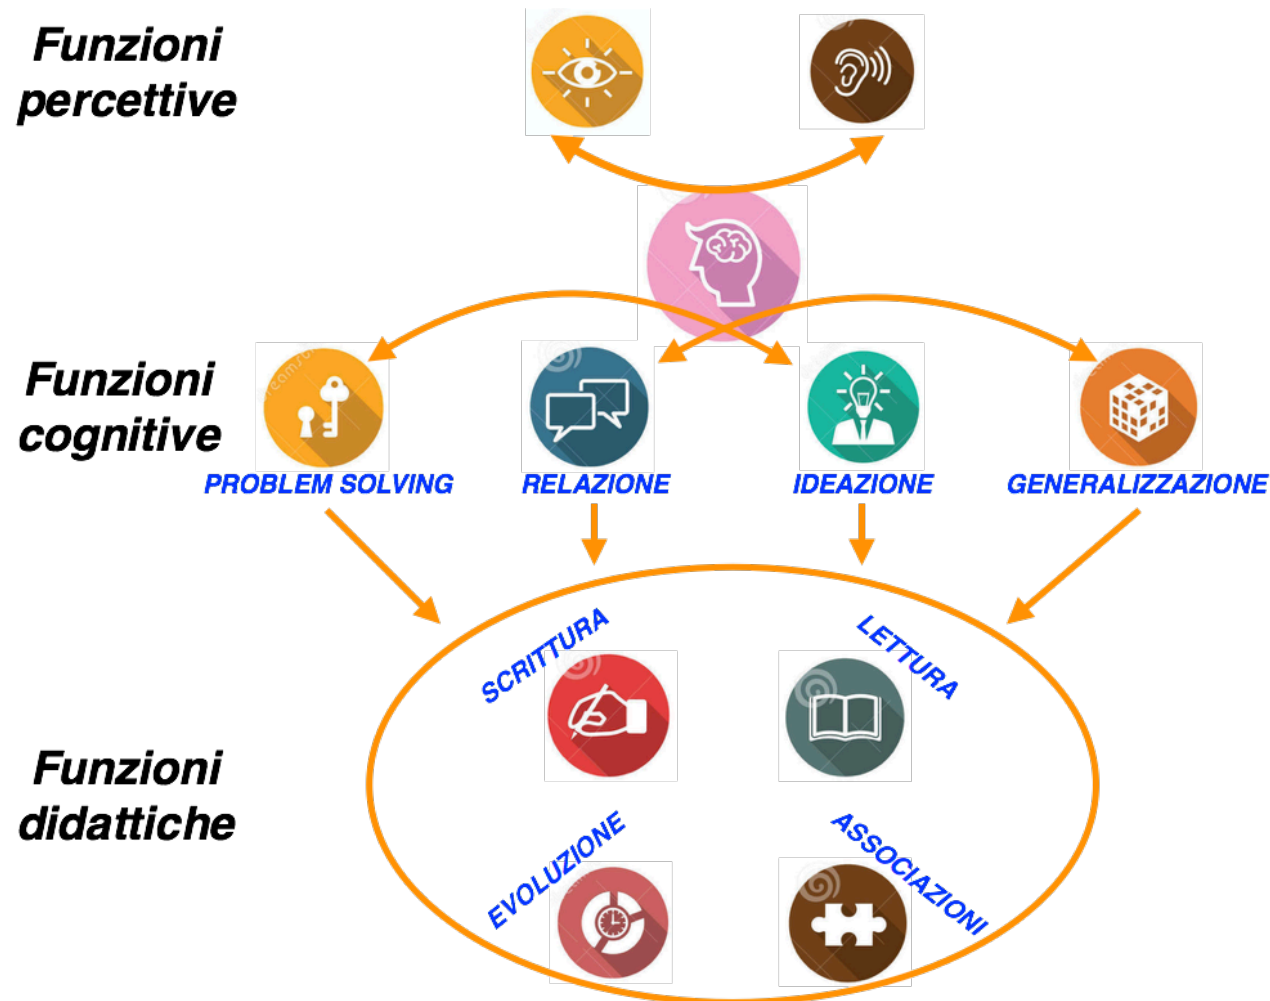 Funzioni
percettive
Funzioni
cognitive
PROBLEM SOLVING
RELAZIONE
IDEAZIONE
GENERALIZZAZIONE
SCRITTURA
LETTURA
Funzioni
didattiche
EVOLUZIONE
ASSOCIAZIONI